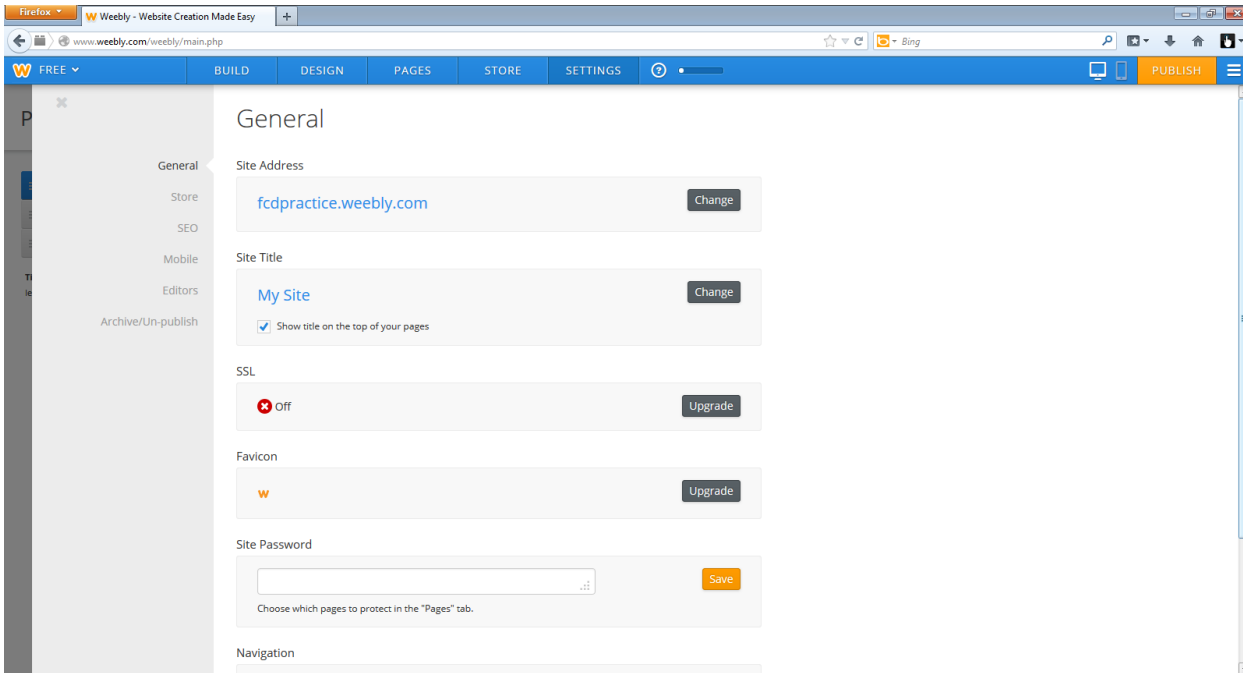 Firefox
Weebly - Website Creation Made Easy
www.weebly.com/weebly/main.php
Bing
FREE
BUILD
DESIGN
PAGES
STORE
SETTINGS
?
PUBLISH
P
General
General
Store
SEO
Mobile
Editors
Archive/Un-publish
Site Address
fcdpractice.weebly.com
Change
Site Title
My Site
Change
Show title on the top of your pages
SSL
Off
Upgrade
Favicon
W
Upgrade
Site Password
Save
Choose which pages to protect in the "Pages" tab.
Navigation